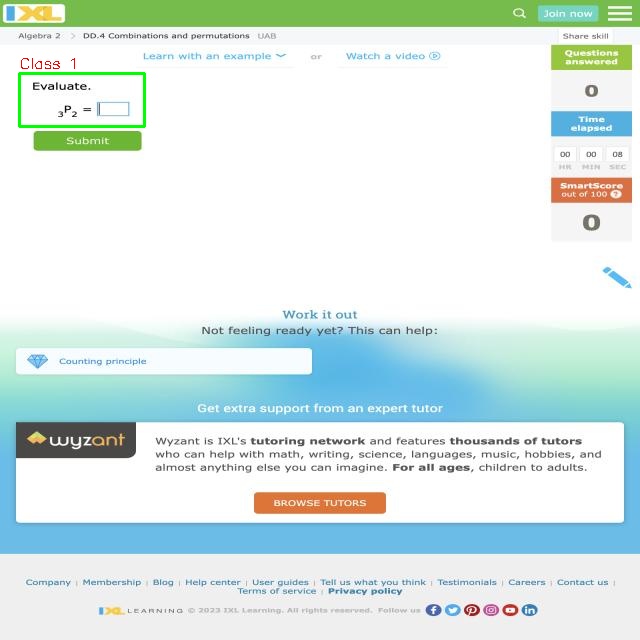 IXL
Join now
Algebra 2 > DD.4 Combinations and permutations UAB
Share skill
Class 1
Learn with an example or Watch a video
Questions answered
0
Evaluate.
₃P₂ =
Submit
Time elapsed
00 00 08
HR MIN SEC
SmartScore
out of 100 ?
0
Work it out
Not feeling ready yet? This can help:
Counting principle
Get extra support from an expert tutor
wyzant
Wyzant is IXL's tutoring network and features thousands of tutors
who can help with math, writing, science, languages, music, hobbies, and
almost anything else you can imagine. For all ages, children to adults.
BROWSE TUTORS
Company | Membership | Blog | Help center | User guides | Tell us what you think | Testimonials | Careers | Contact us |
Terms of service | Privacy policy
IXL LEARNING © 2023 IXL Learning. All rights reserved. Follow us